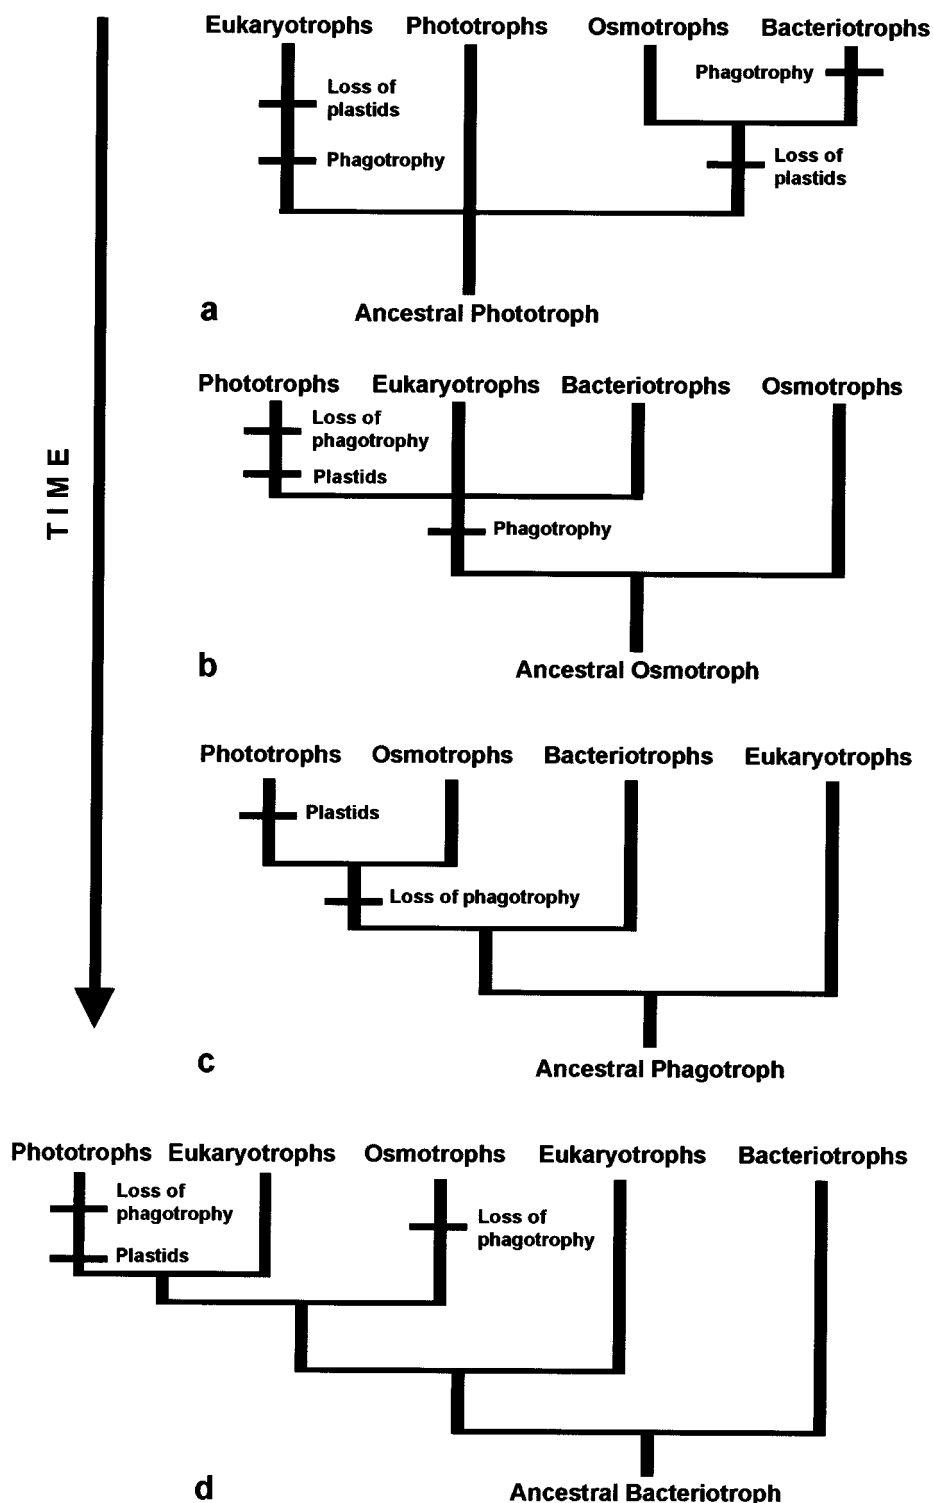 Eukaryotrophs Phototrophs Osmotrophs Bacteriotrophs
Phagotrophy
Loss of
plastids
Phagotrophy
Loss of
plastids
a
Ancestral Phototroph
Phototrophs Eukaryotrophs Bacteriotrophs Osmotrophs
Loss of
phagotrophy
Plastids
Phagotrophy
TIME
b
Ancestral Osmotroph
Phototrophs Osmotrophs Bacteriotrophs Eukaryotrophs
Plastids
Loss of phagotrophy
c
Ancestral Phagotroph
Phototrophs Eukaryotrophs Osmotrophs Eukaryotrophs Bacteriotrophs
Loss of
phagotrophy
Plastids
Loss of
phagotrophy
d
Ancestral Bacteriotroph